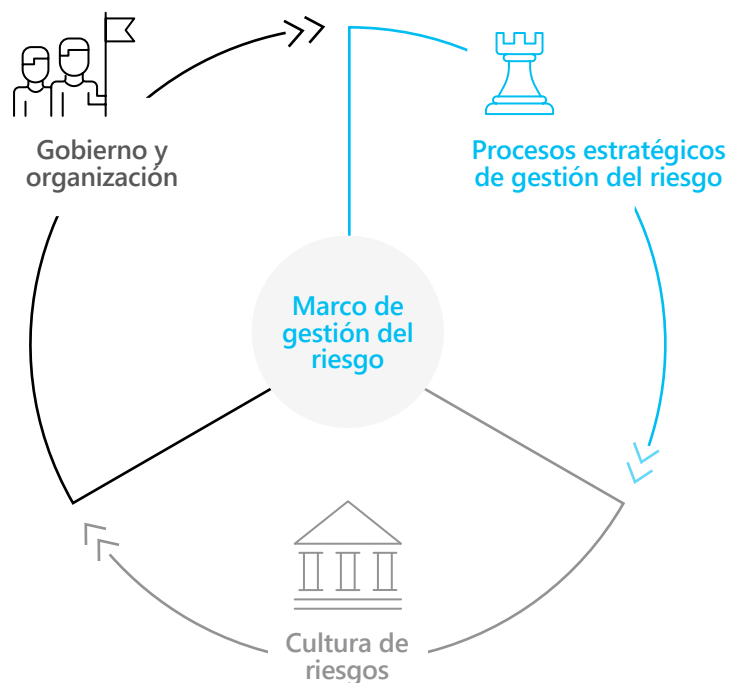 Gobierno y
organización
Procesos estratégicos
de gestión del riesgo
Marco de
gestión del
riesgo
Cultura de
riesgos